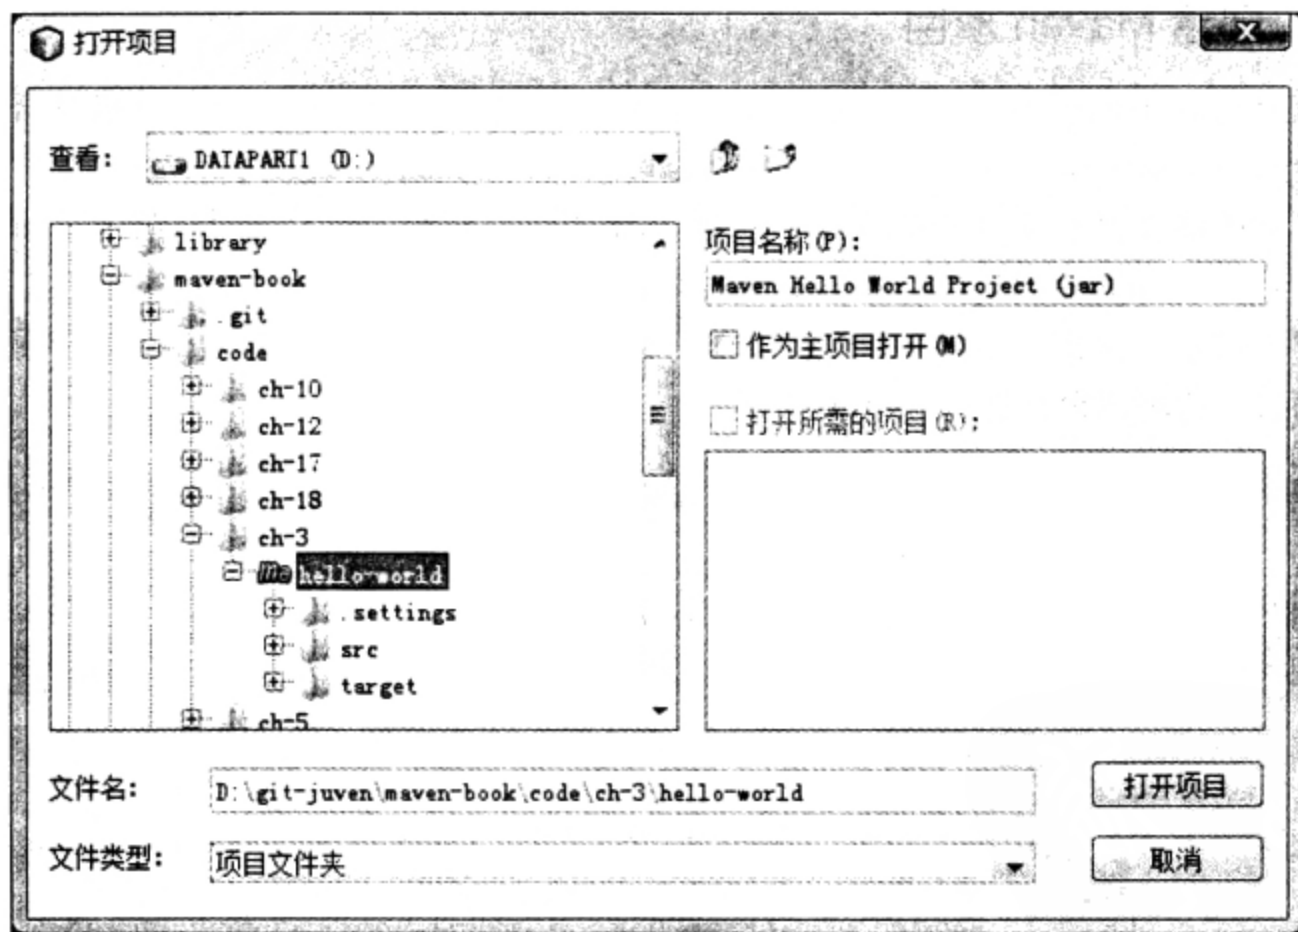 打开项目
查看: DATAPART1 (D:)
library
maven-book
.git
code
ch-10
ch-12
ch-17
ch-18
ch-3
Ma hello-world
.settings
src
target
ch-5
项目名称(P):
Maven Hello World Project (jar)
作为主项目打开(M)
打开所需的项目(R):
文件名: D:\git-juven\maven-book\code\ch-3\hello-world
打开项目
文件类型: 项目文件夹
取消